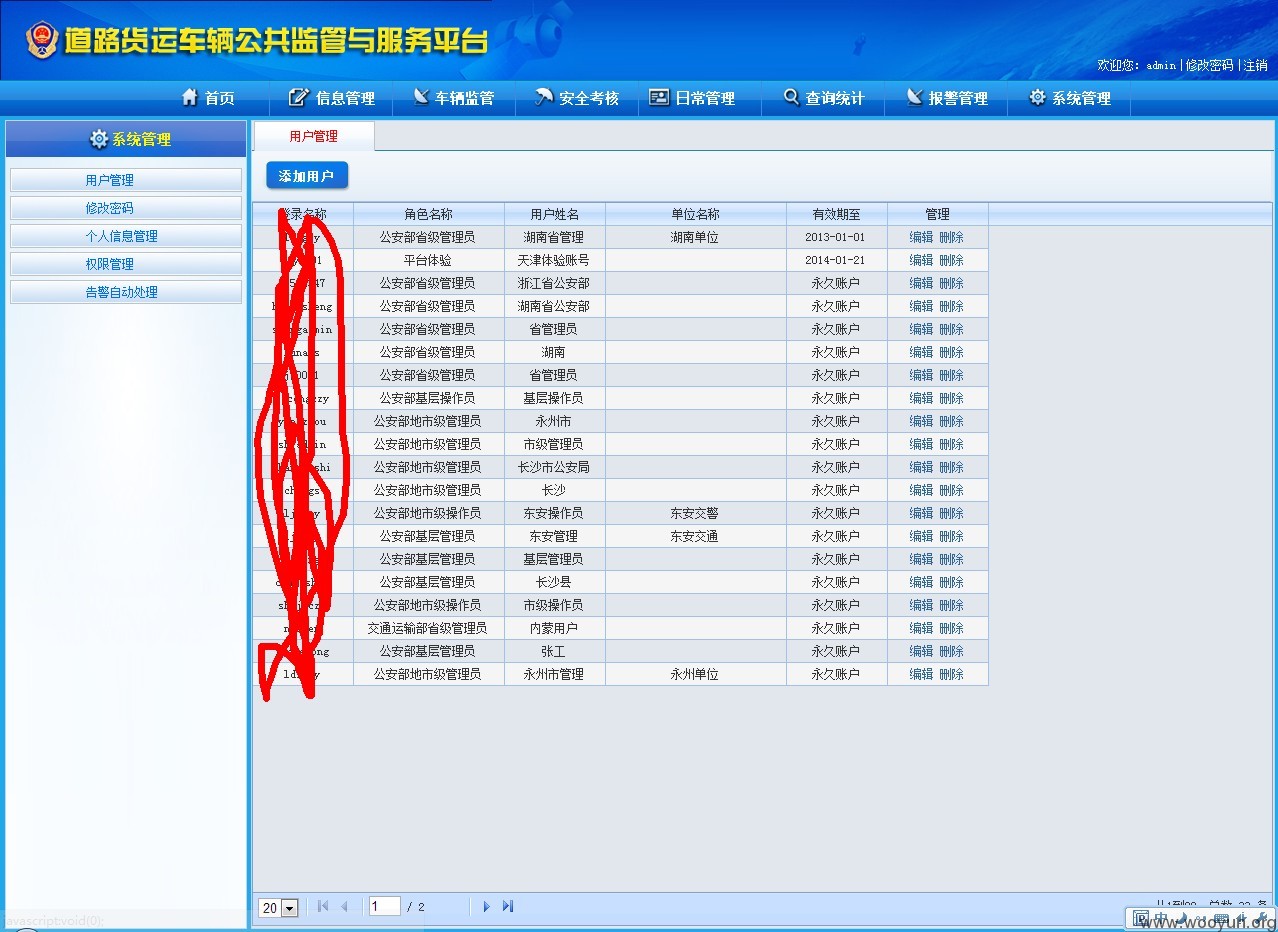 道路货运车辆公共监管与服务平台
欢迎您: admin | 修改密码 | 注销
首页 信息管理 车辆监管 安全考核 日常管理 查询统计 报警管理 系统管理
系统管理
用户管理
修改密码
个人信息管理
权限管理
告警自动处理
用户管理
添加用户
登录名称 角色名称 用户姓名 单位名称 有效期至 管理
公安部省级管理员 湖南省管理 湖南单位 2013-01-01 编辑 删除
平台体验 天津体验账号 2014-01-21 编辑 删除
公安部省级管理员 浙江省公安部 永久账户 编辑 删除
公安部省级管理员 湖南省公安部 永久账户 编辑 删除
公安部省级管理员 省管理员 永久账户 编辑 删除
公安部省级管理员 湖南 永久账户 编辑 删除
公安部省级管理员 省管理员 永久账户 编辑 删除
公安部基层操作员 基层操作员 永久账户 编辑 删除
公安部地市级管理员 永州市 永久账户 编辑 删除
公安部地市级管理员 市级管理员 永久账户 编辑 删除
公安部地市级管理员 长沙市公安局 永久账户 编辑 删除
公安部地市级管理员 长沙 永久账户 编辑 删除
公安部地市级操作员 东安操作员 东安交警 永久账户 编辑 删除
公安部基层管理员 东安管理 东安交通 永久账户 编辑 删除
公安部基层管理员 基层管理员 永久账户 编辑 删除
公安部基层管理员 长沙县 永久账户 编辑 删除
公安部地市级操作员 市级操作员 永久账户 编辑 删除
交通运输部省级管理员 内蒙用户 永久账户 编辑 删除
公安部基层管理员 张工 永久账户 编辑 删除
公安部地市级管理员 永州市管理 永州单位 永久账户 编辑 删除
20 1 / 2
javascript:void(0);
www.wooyun.org